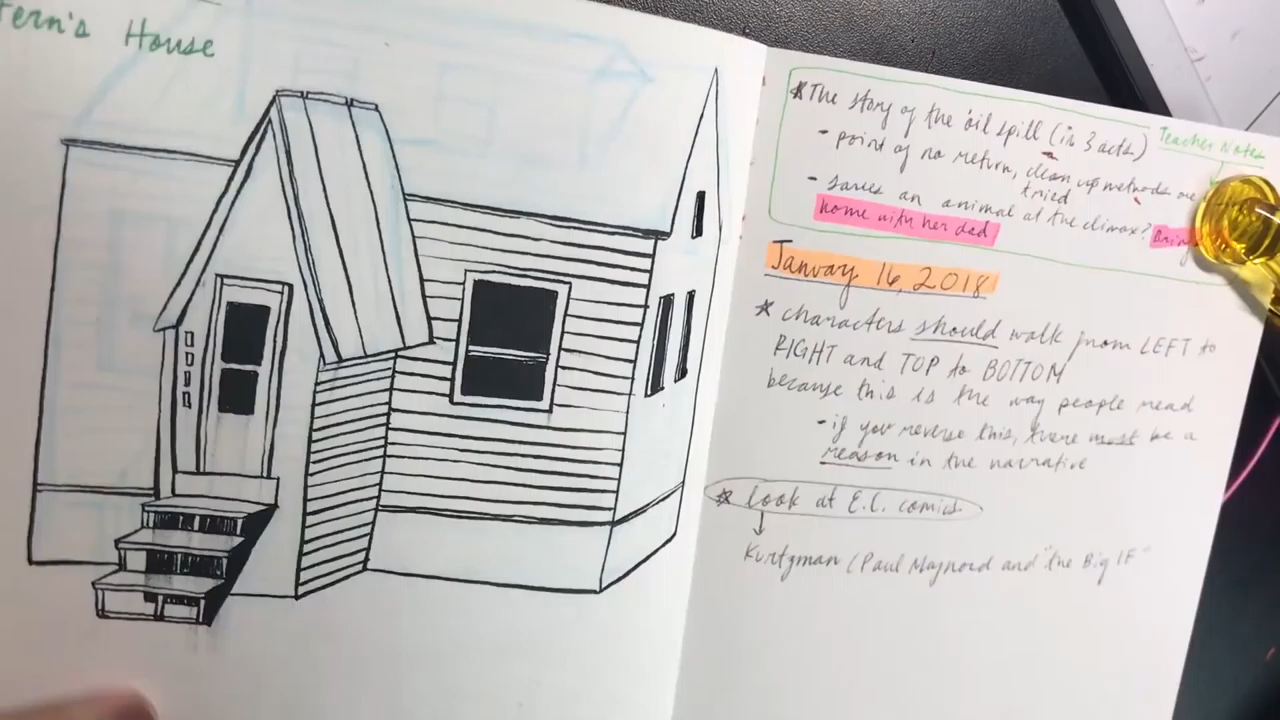 Fern's House
*The story of the oil spill (in 3 acts)
Teacher Notes
- point of no return, clean up methods are
tried
- saves an animal at the climax? Bring
home with her dad
Janvay 16, 2018
* characters should walk from LEFT to
RIGHT and TOP to BOTTOM
because this is the way people read
- if you reverse this, there must be a
reason in the narrative
* look at E.C. comics
Kurtzman (Paul Maynord and "the Big IF"